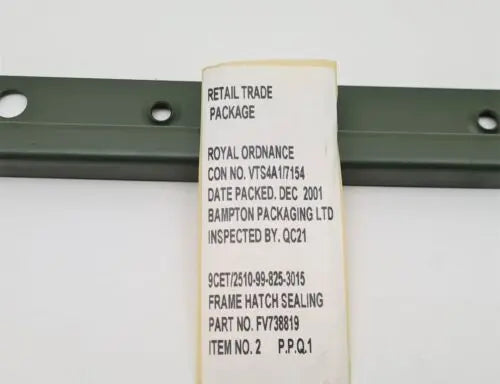 RETAIL TRADE
PACKAGE
ROYAL ORDNANCE
CON NO. VTS4A1/7154
DATE PACKED. DEC 2001
BAMPTON PACKAGING LTD
INSPECTED BY. QC21
9CET/2510-99-825-3015
FRAME HATCH SEALING
PART NO. FV738819
ITEM NO. 2 P.P.Q.1